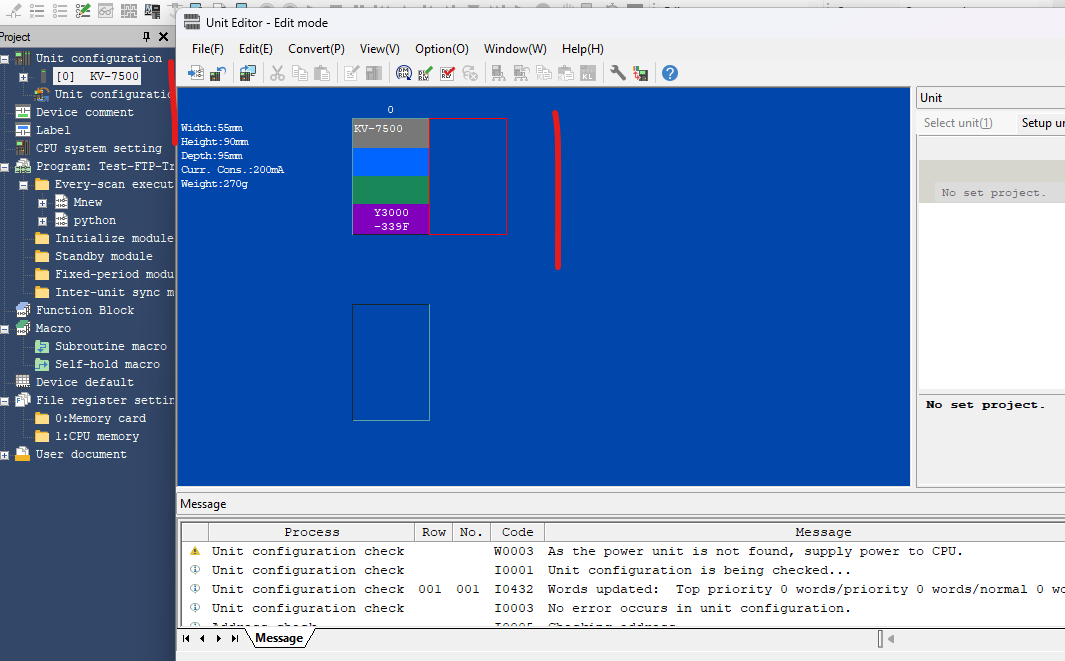 Project
Unit configuration
[0] KV-7500
Unit configuratio
Device comment
Label
CPU system setting
Program: Test-FTP-Tr
Every-scan execut
Mnew
python
Initialize module
Standby module
Fixed-period modu
Inter-unit sync m
Function Block
Macro
Subroutine macro
Self-hold macro
Device default
File register settin
0:Memory card
1:CPU memory
User document
Unit Editor - Edit mode
File(F) Edit(E) Convert(P) View(V) Option(O) Window(W) Help(H)
0
Width:55mm
Height:90mm
Depth:95mm
Curr. Cons.:200mA
Weight:270g
KV-7500
Y3000
-339F
Unit
Select unit(1) Setup un
No set project.
No set project.
Message
Process Row No. Code Message
Unit configuration check W0003 As the power unit is not found, supply power to CPU.
Unit configuration check I0001 Unit configuration is being checked...
Unit configuration check 001 001 I0432 Words updated: Top priority 0 words/priority 0 words/normal 0 wo
Unit configuration check I0003 No error occurs in unit configuration.
Address check I0005 Checking address
Message